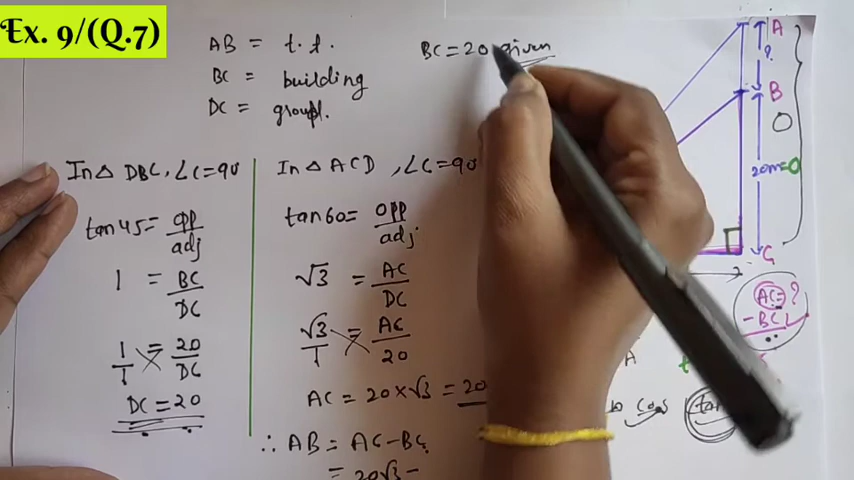 Ex. 9/(Q.7)
AB = t.t.
BC = building
DC = ground.
BC = 20 given
In △ DBC, ∠C=90
tan45 = opp/adj
1 = BC/DC
1/1 = 20/DC
DC = 20
In △ ACD, ∠C=90
tan60 = opp/adj
√3 = AC/DC
√3/1 = AC/20
AC = 20×√3 = 20
∴ AB = AC-BC
= 20√3 -
A
?
B
20m=O
O
C
?
AC=?
-BC
A
cos
tan